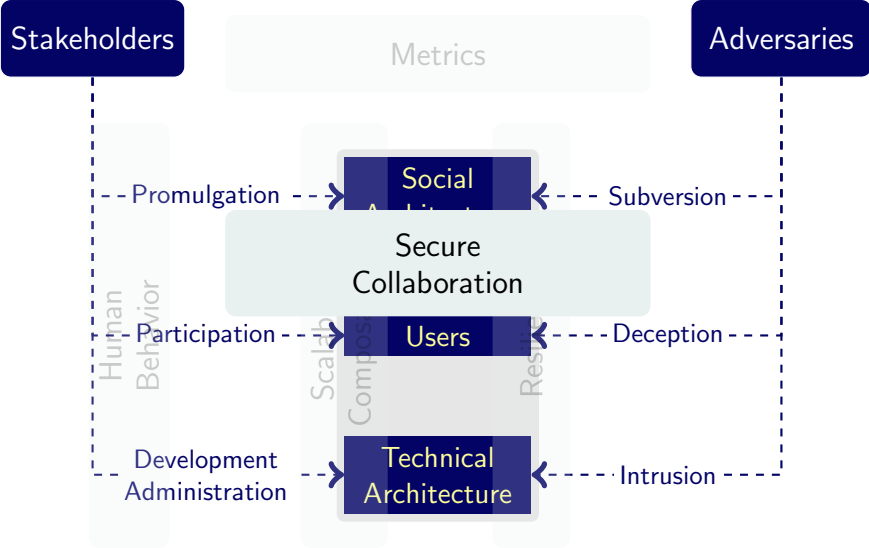 Stakeholders
Metrics
Adversaries
Promulgation
Social
Subversion
Secure
Collaboration
Human
Behavior
Participation
Users
Deception
Development
Administration
Technical
Architecture
Intrusion